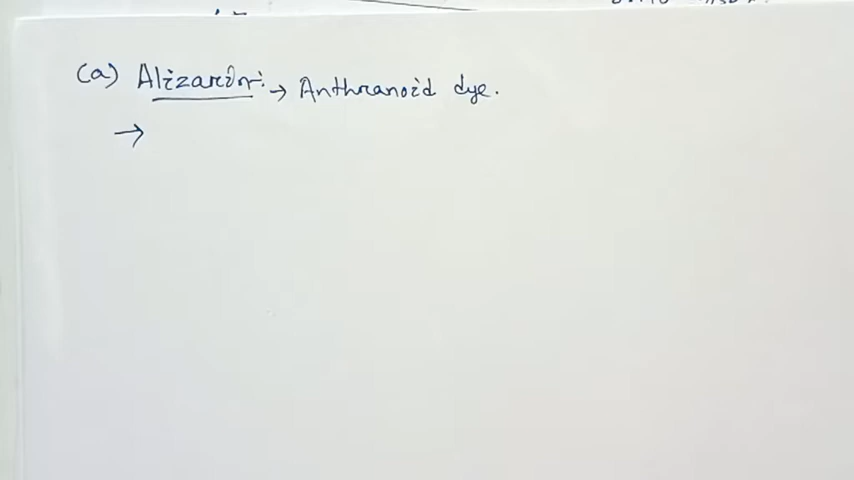 (a) Alizarin: → Anthranoid dye.
→